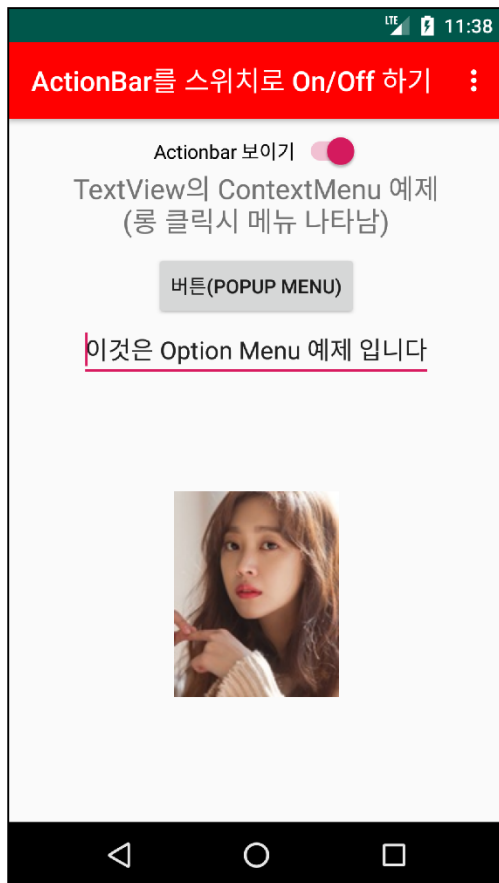 LTE 11:38
ActionBar를 스위치로 On/Off 하기
Actionbar 보이기
TextView의 ContextMenu 예제
(롱 클릭시 메뉴 나타남)
버튼(POPUP MENU)
이것은 Option Menu 예제 입니다